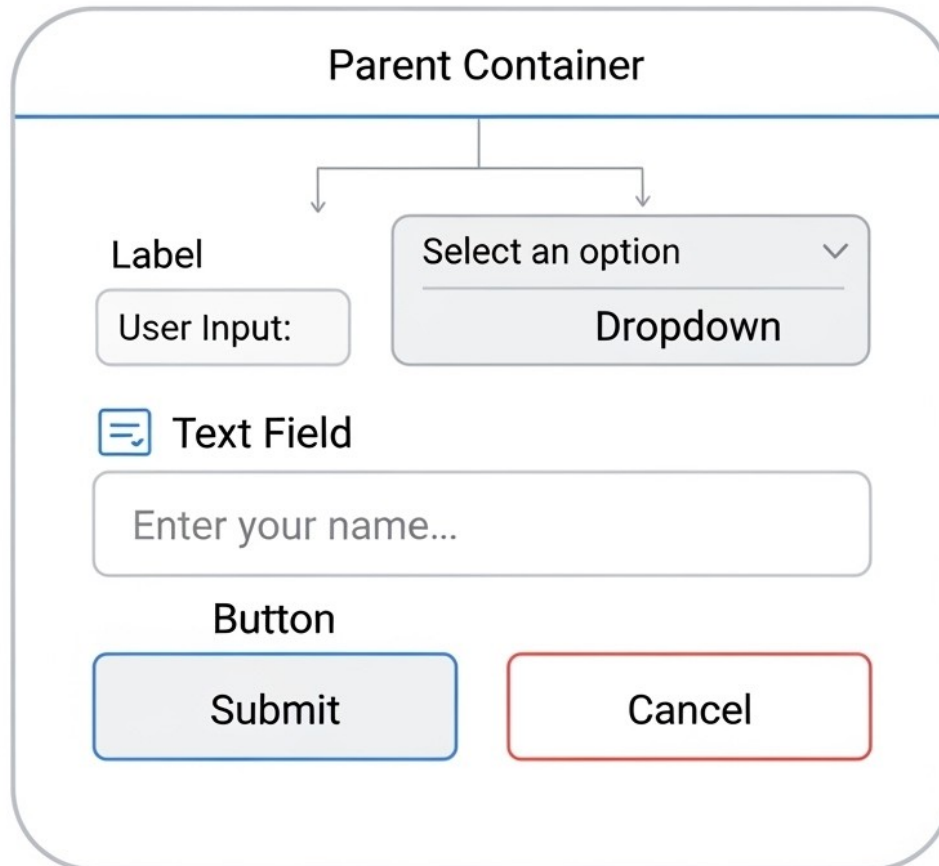 Parent Container
Label
Select an option
User Input:
Dropdown
Text Field
Enter your name...
Button
Submit
Cancel